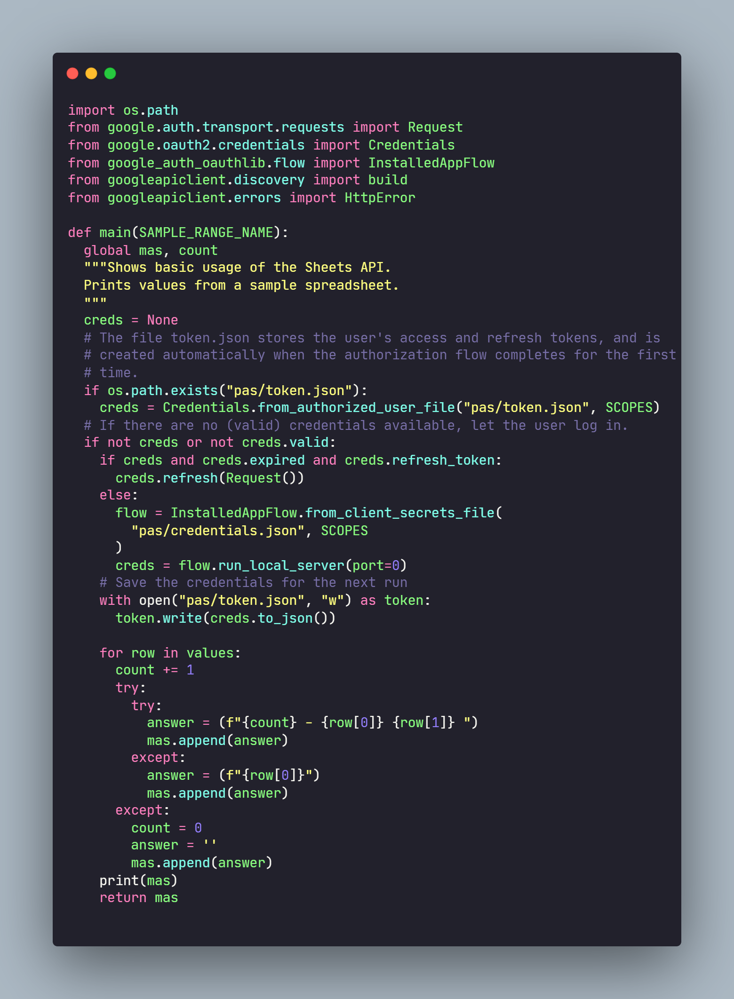 import os.path
from google.auth.transport.requests import Request
from google.oauth2.credentials import Credentials
from google_auth_oauthlib.flow import InstalledAppFlow
from googleapiclient.discovery import build
from googleapiclient.errors import HttpError

def main(SAMPLE_RANGE_NAME):
  global mas, count
  """Shows basic usage of the Sheets API.
  Prints values from a sample spreadsheet.
  """
  creds = None
  # The file token.json stores the user's access and refresh tokens, and is
  # created automatically when the authorization flow completes for the first
  # time.
  if os.path.exists("pas/token.json"):
    creds = Credentials.from_authorized_user_file("pas/token.json", SCOPES)
  # If there are no (valid) credentials available, let the user log in.
  if not creds or not creds.valid:
    if creds and creds.expired and creds.refresh_token:
      creds.refresh(Request())
    else:
      flow = InstalledAppFlow.from_client_secrets_file(
        "pas/credentials.json", SCOPES
      )
      creds = flow.run_local_server(port=0)
    # Save the credentials for the next run
    with open("pas/token.json", "w") as token:
      token.write(creds.to_json())

    for row in values:
      count += 1
      try:
        try:
          answer = (f"{count} - {row[0]} {row[1]} ")
          mas.append(answer)
        except:
          answer = (f"{row[0]}")
          mas.append(answer)
      except:
        count = 0
        answer = ''
        mas.append(answer)
    print(mas)
    return mas